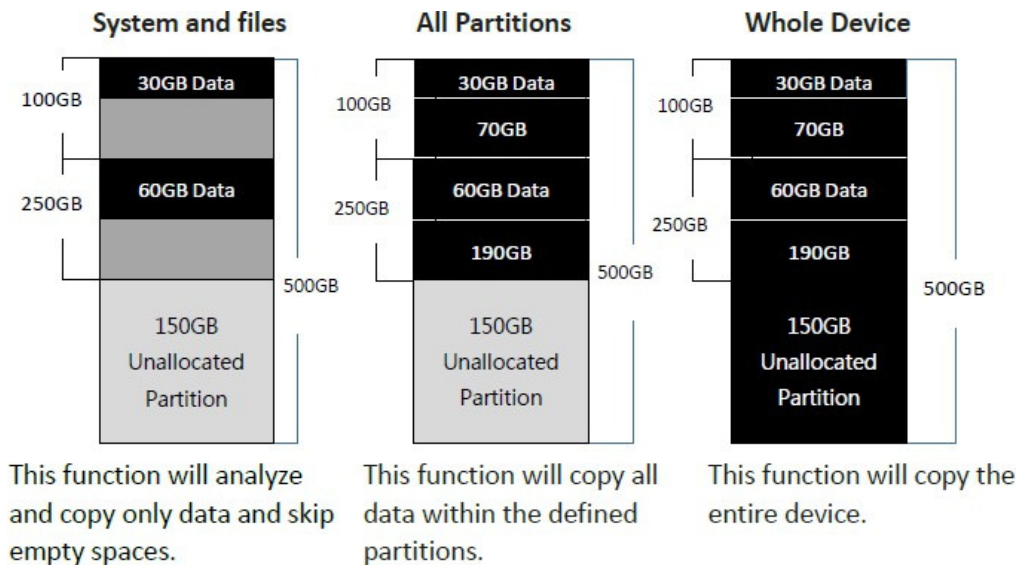 System and files
100GB
30GB Data
250GB
60GB Data
500GB
150GB
Unallocated
Partition
This function will analyze
and copy only data and skip
empty spaces.
All Partitions
100GB
30GB Data
70GB
250GB
60GB Data
190GB
500GB
150GB
Unallocated
Partition
This function will copy all
data within the defined
partitions.
Whole Device
100GB
30GB Data
70GB
250GB
60GB Data
190GB
500GB
150GB
Unallocated
Partition
This function will copy the
entire device.